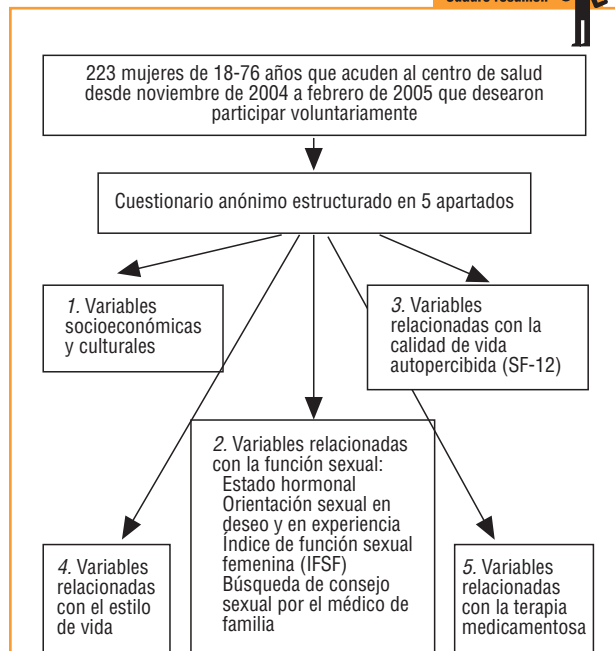 Cuadro resumen
223 mujeres de 18-76 años que acuden al centro de salud
desde noviembre de 2004 a febrero de 2005 que desearon
participar voluntariamente
Cuestionario anónimo estructurado en 5 apartados
1. Variables
socioeconómicas
y culturales
3. Variables
relacionadas con la
calidad de vida
autopercibida (SF-12)
2. Variables relacionadas
con la función sexual:
Estado hormonal
Orientación sexual en
deseo y en experiencia
Índice de función sexual
femenina (IFSF)
Búsqueda de consejo
sexual por el médico de
familia
4. Variables
relacionadas
con el estilo
de vida
5. Variables
relacionadas
con la terapia
medicamentosa